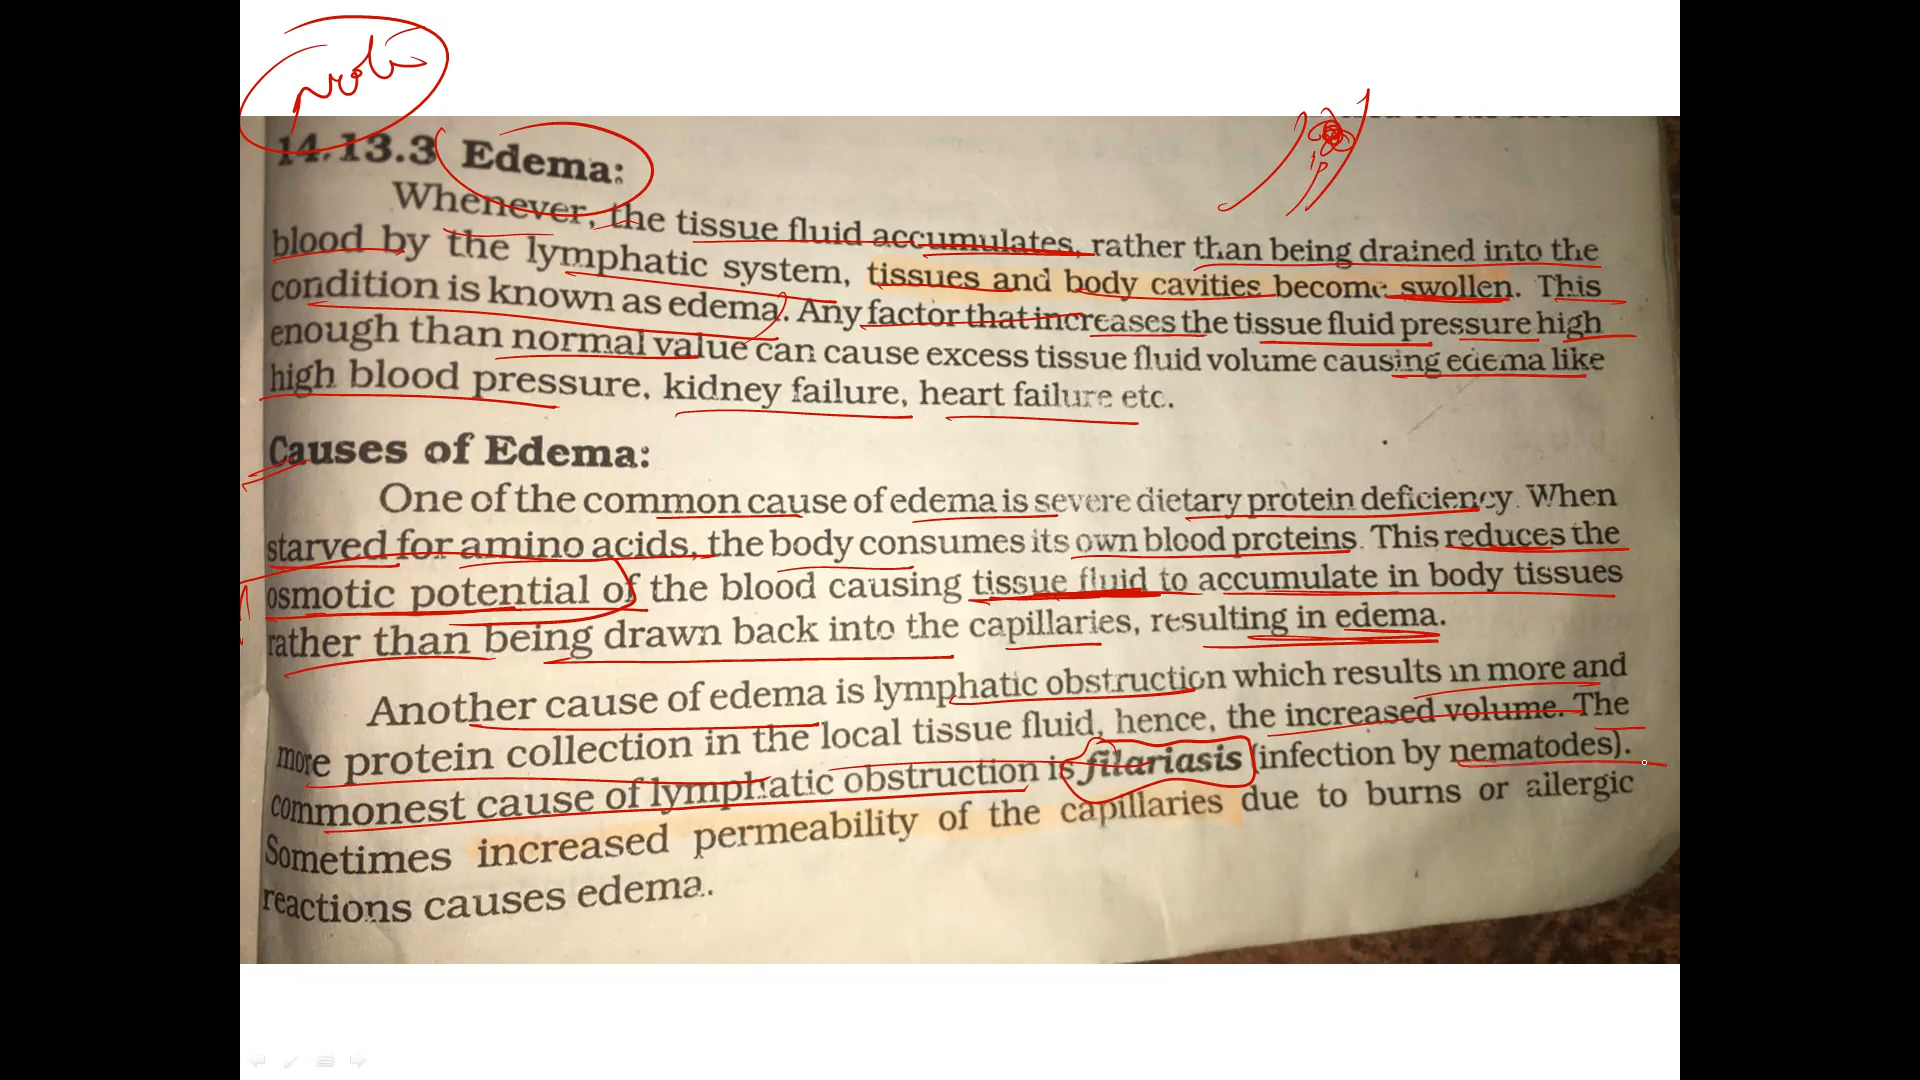 14.13.3 Edema:
Whenever, the tissue fluid accumulates, rather than being drained into the
blood by the lymphatic system, tissues and body cavities become swollen. This
condition is known as edema. Any factor that increases the tissue fluid pressure high
enough than normal value can cause excess tissue fluid volume causing edema like
high blood pressure, kidney failure, heart failure etc.
Causes of Edema:
One of the common cause of edema is severe dietary protein deficiency. When
starved for amino acids, the body consumes its own blood proteins. This reduces the
osmotic potential of the blood causing tissue fluid to accumulate in body tissues
rather than being drawn back into the capillaries, resulting in edema.
Another cause of edema is lymphatic obstruction which results in more and
more protein collection in the local tissue fluid, hence, the increased volume. The
commonest cause of lymphatic obstruction is filariasis (infection by nematodes).
Sometimes increased permeability of the capillaries due to burns or allergic
reactions causes edema.